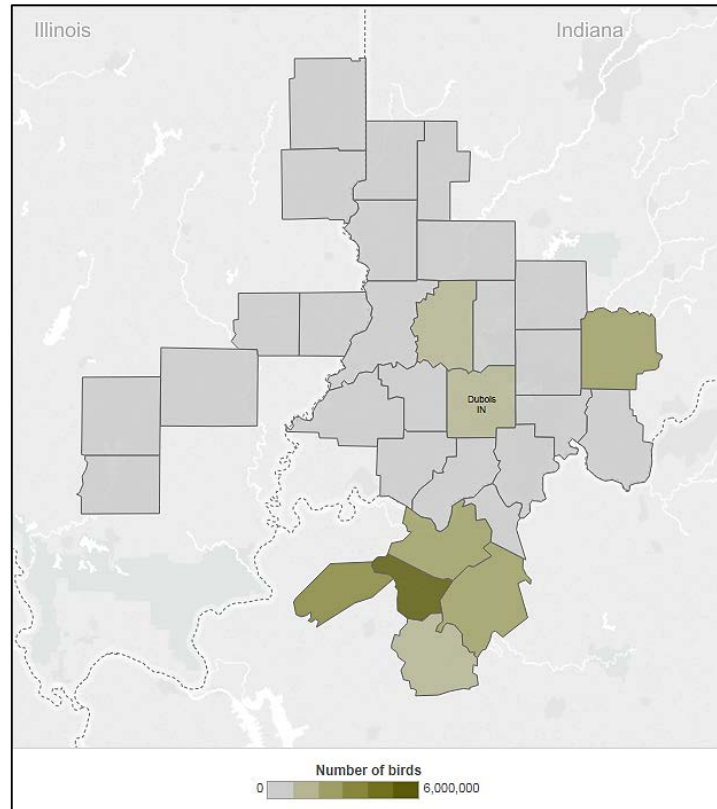 Illinois
Indiana
Dubois
IN
Number of birds
0
6,000,000